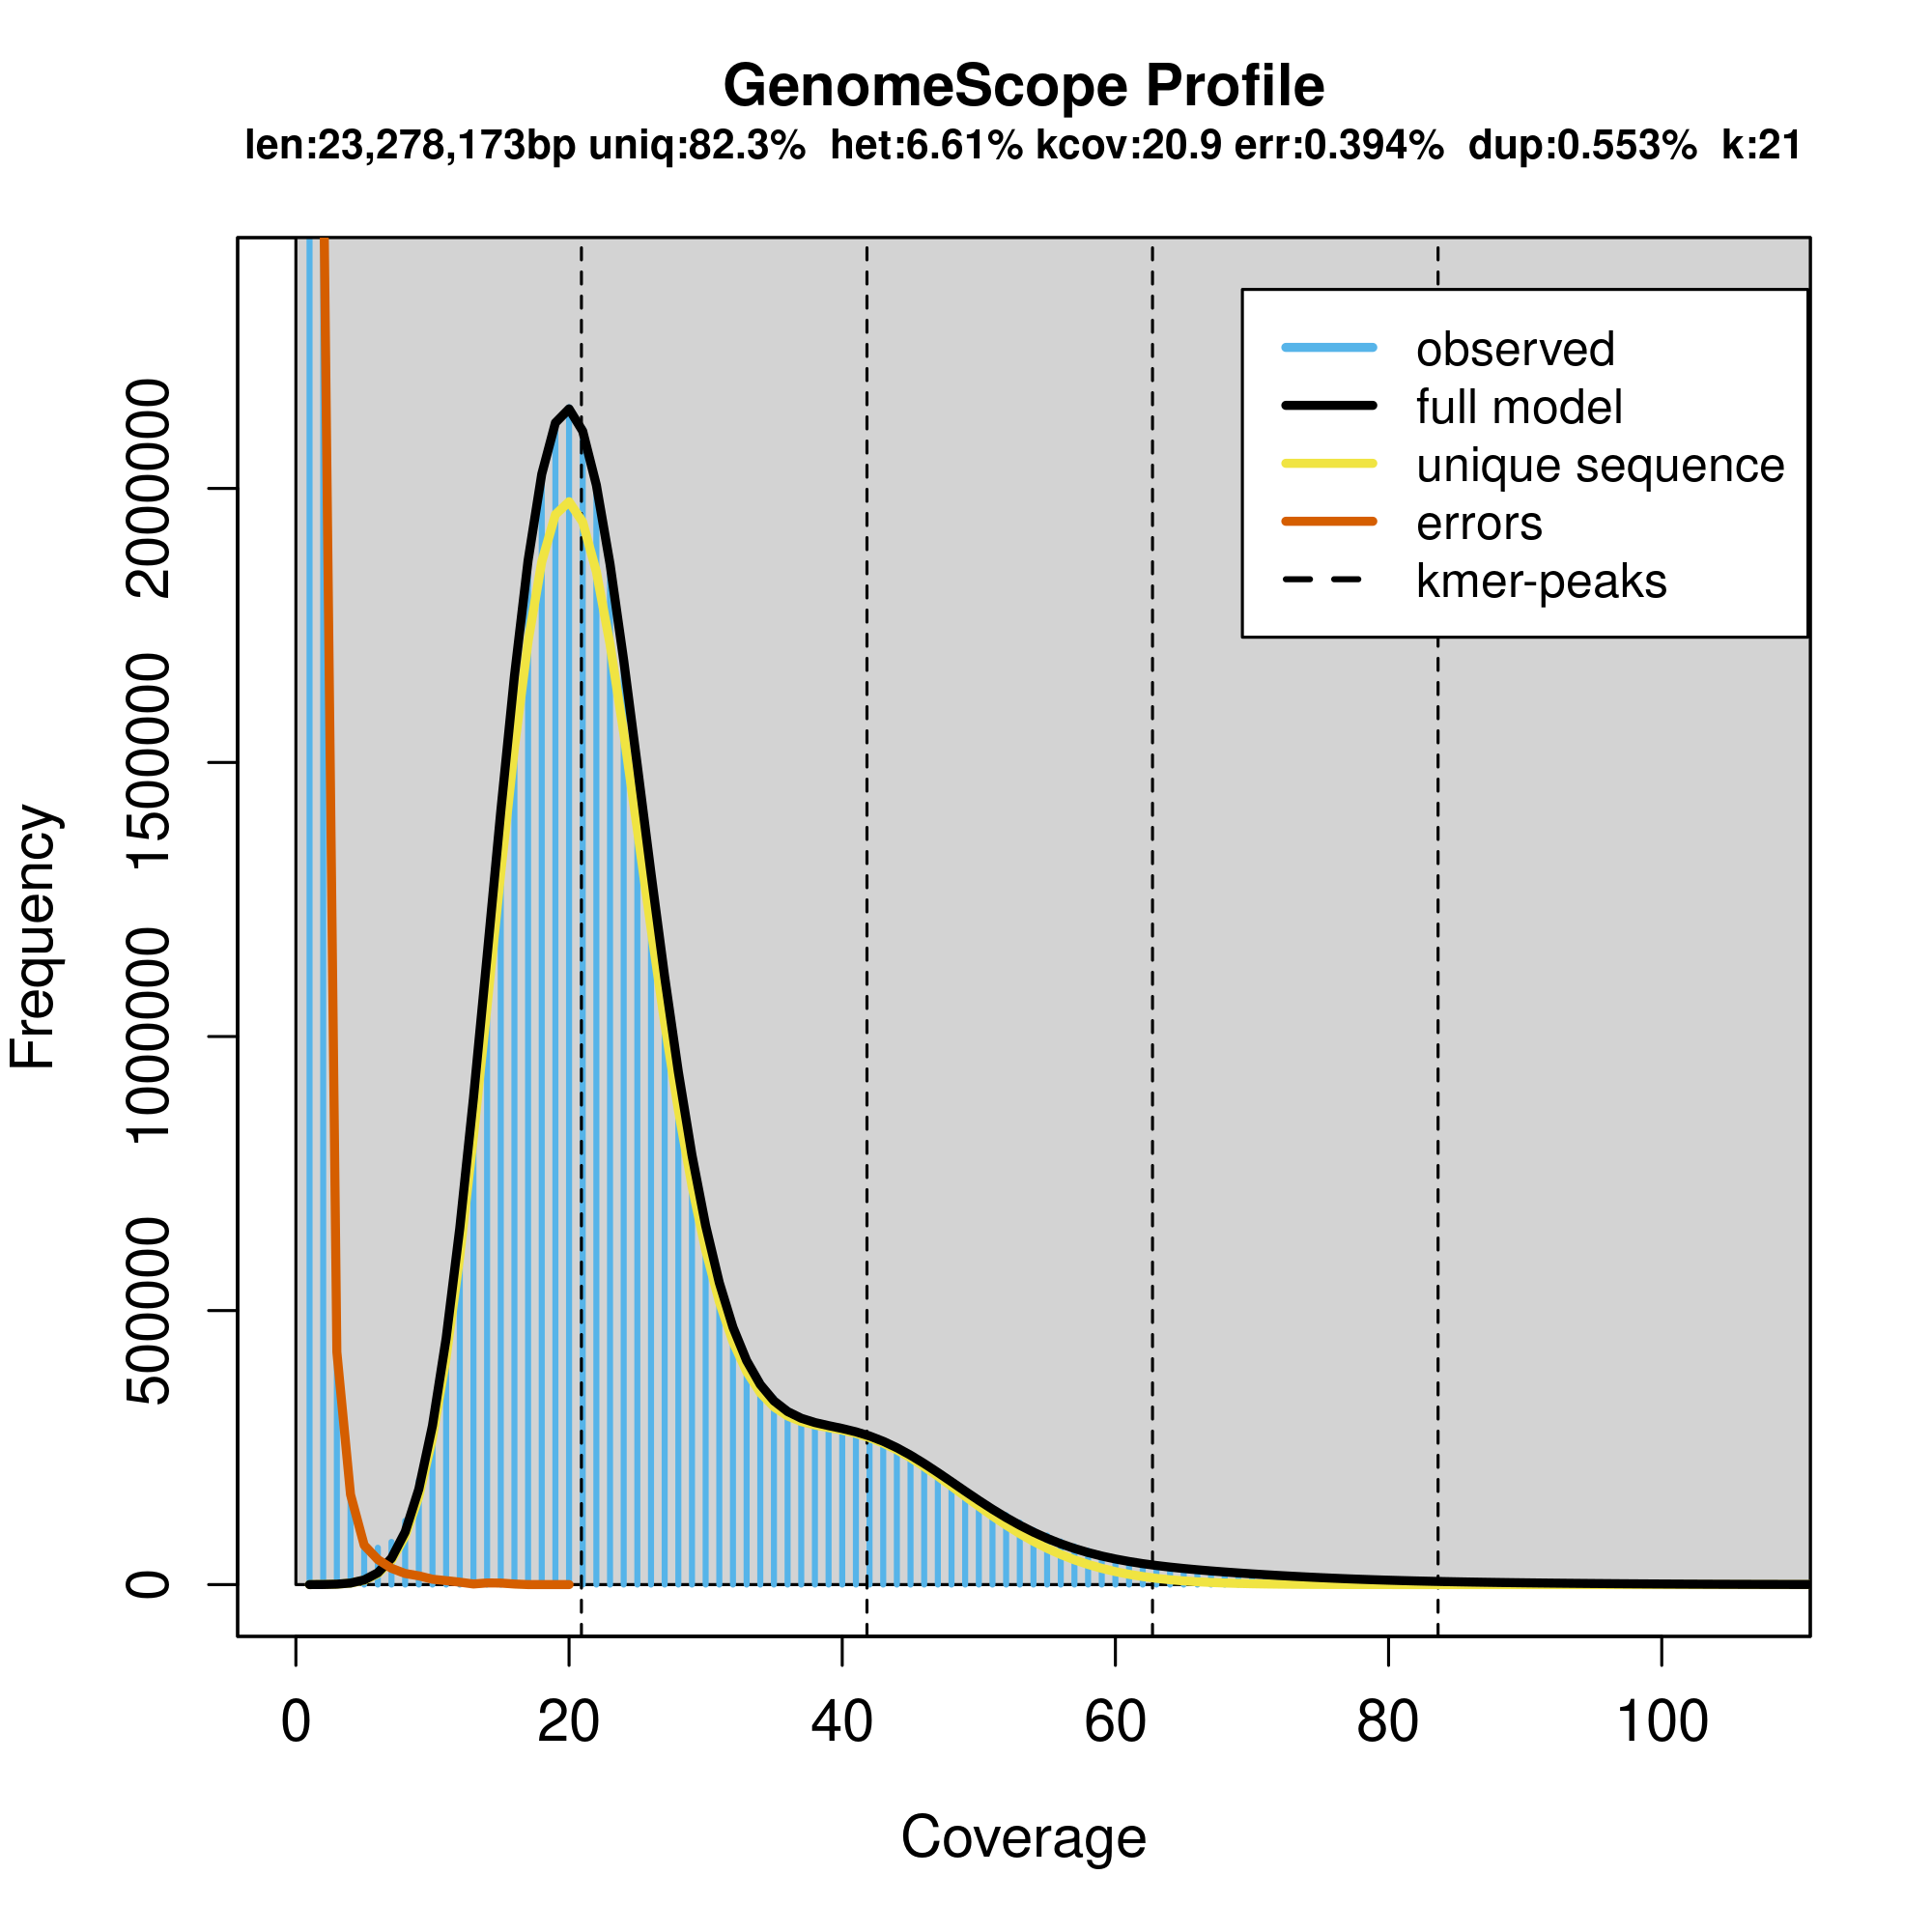 GenomeScope Profile
len:23,278,173bp uniq:82.3% het:6.61% kcov:20.9 err:0.394% dup:0.553% k:21
observed
full model
unique sequence
errors
kmer-peaks
Frequency
0
500000
1000000
1500000
2000000
0 20 40 60 80 100
Coverage